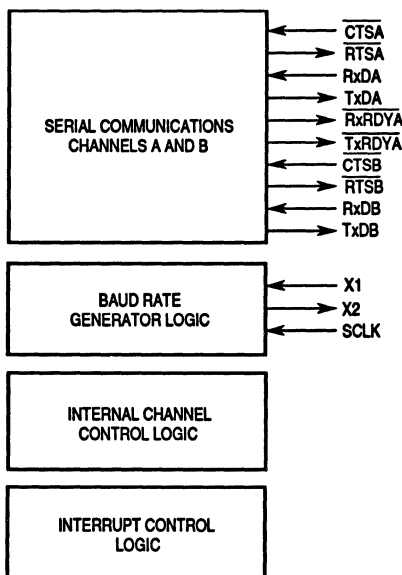 SERIAL COMMUNICATIONS
CHANNELS A AND B
CTSA
RTSA
RxDA
TxDA
RxRDYA
TxRDYA
CTSB
RTSB
RxDB
TxDB
BAUD RATE
GENERATOR LOGIC
X1
X2
SCLK
INTERNAL CHANNEL
CONTROL LOGIC
INTERRUPT CONTROL
LOGIC